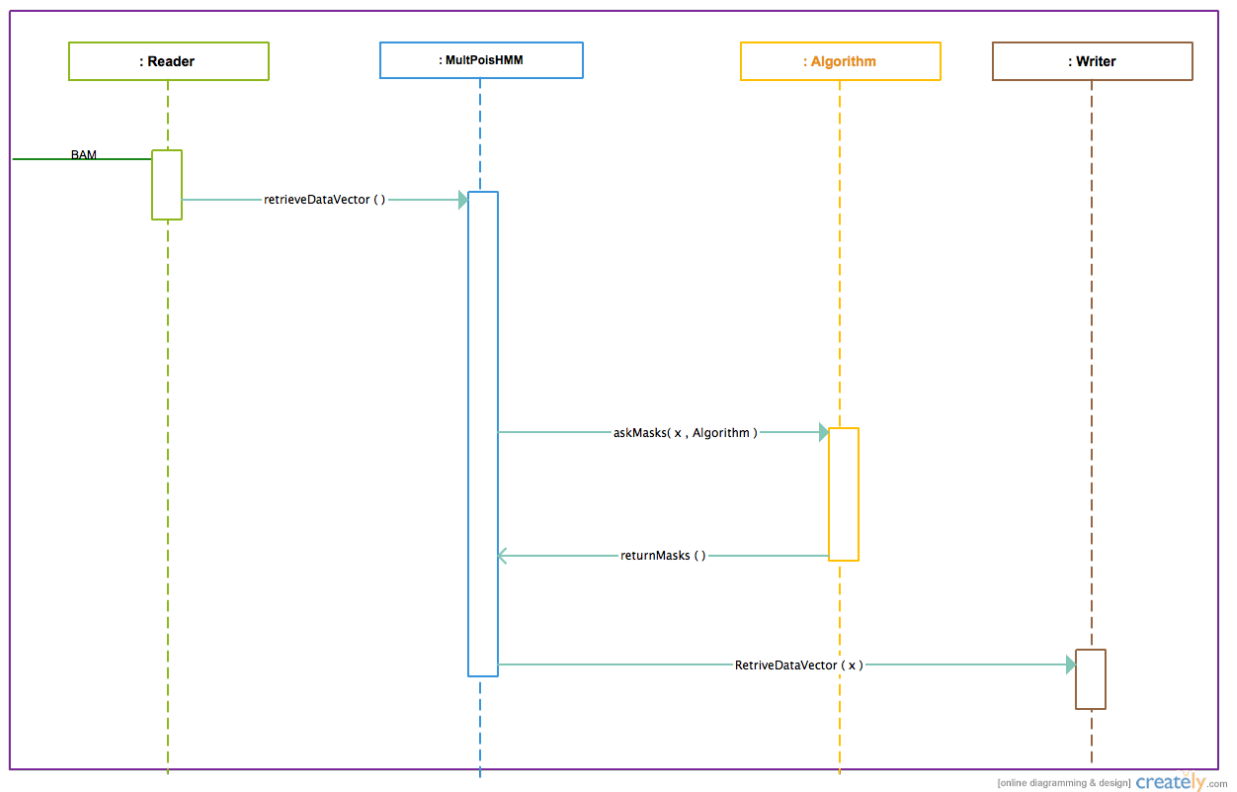 : Reader
: MultPoisHMM
: Algorithm
: Writer
BAM
retrieveDataVector ( )
askMasks( x , Algorithm )
returnMasks ( )
RetriveDataVector ( x )
[online diagramming & design] creately.com